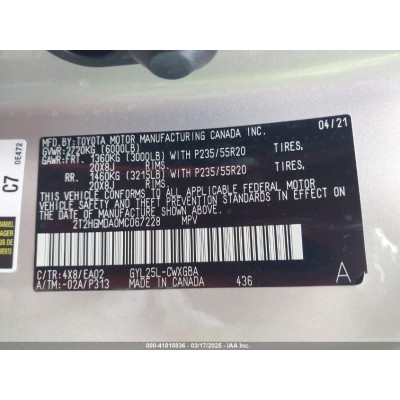 MFD. BY: TOYOTA MOTOR MANUFACTURING CANADA INC. 04/21
GVWR: 2720KG (6000LB)
GAWR: FRT. 1360KG (3000LB) WITH P235/55R20 TIRES,
20X8J RIMS,
RR. 1460KG (3215LB) WITH P235/55R20 TIRES,
20X8J RIMS,
THIS VEHICLE CONFORMS TO ALL APPLICABLE FEDERAL MOTOR
VEHICLE SAFETY AND THEFT PREVENTION STANDARDS IN
EFFECT ON THE DATE OF MANUFACTURE SHOWN ABOVE.
2T2HGMDA0MC067228 MPV
C/TR: 4X8/EA02 GYL25L-CWXGBA
A/TM: -02A/P313 MADE IN CANADA 436 A
C7
0E472
©00-41816836 - 03/17/2025 - IAA Inc.©